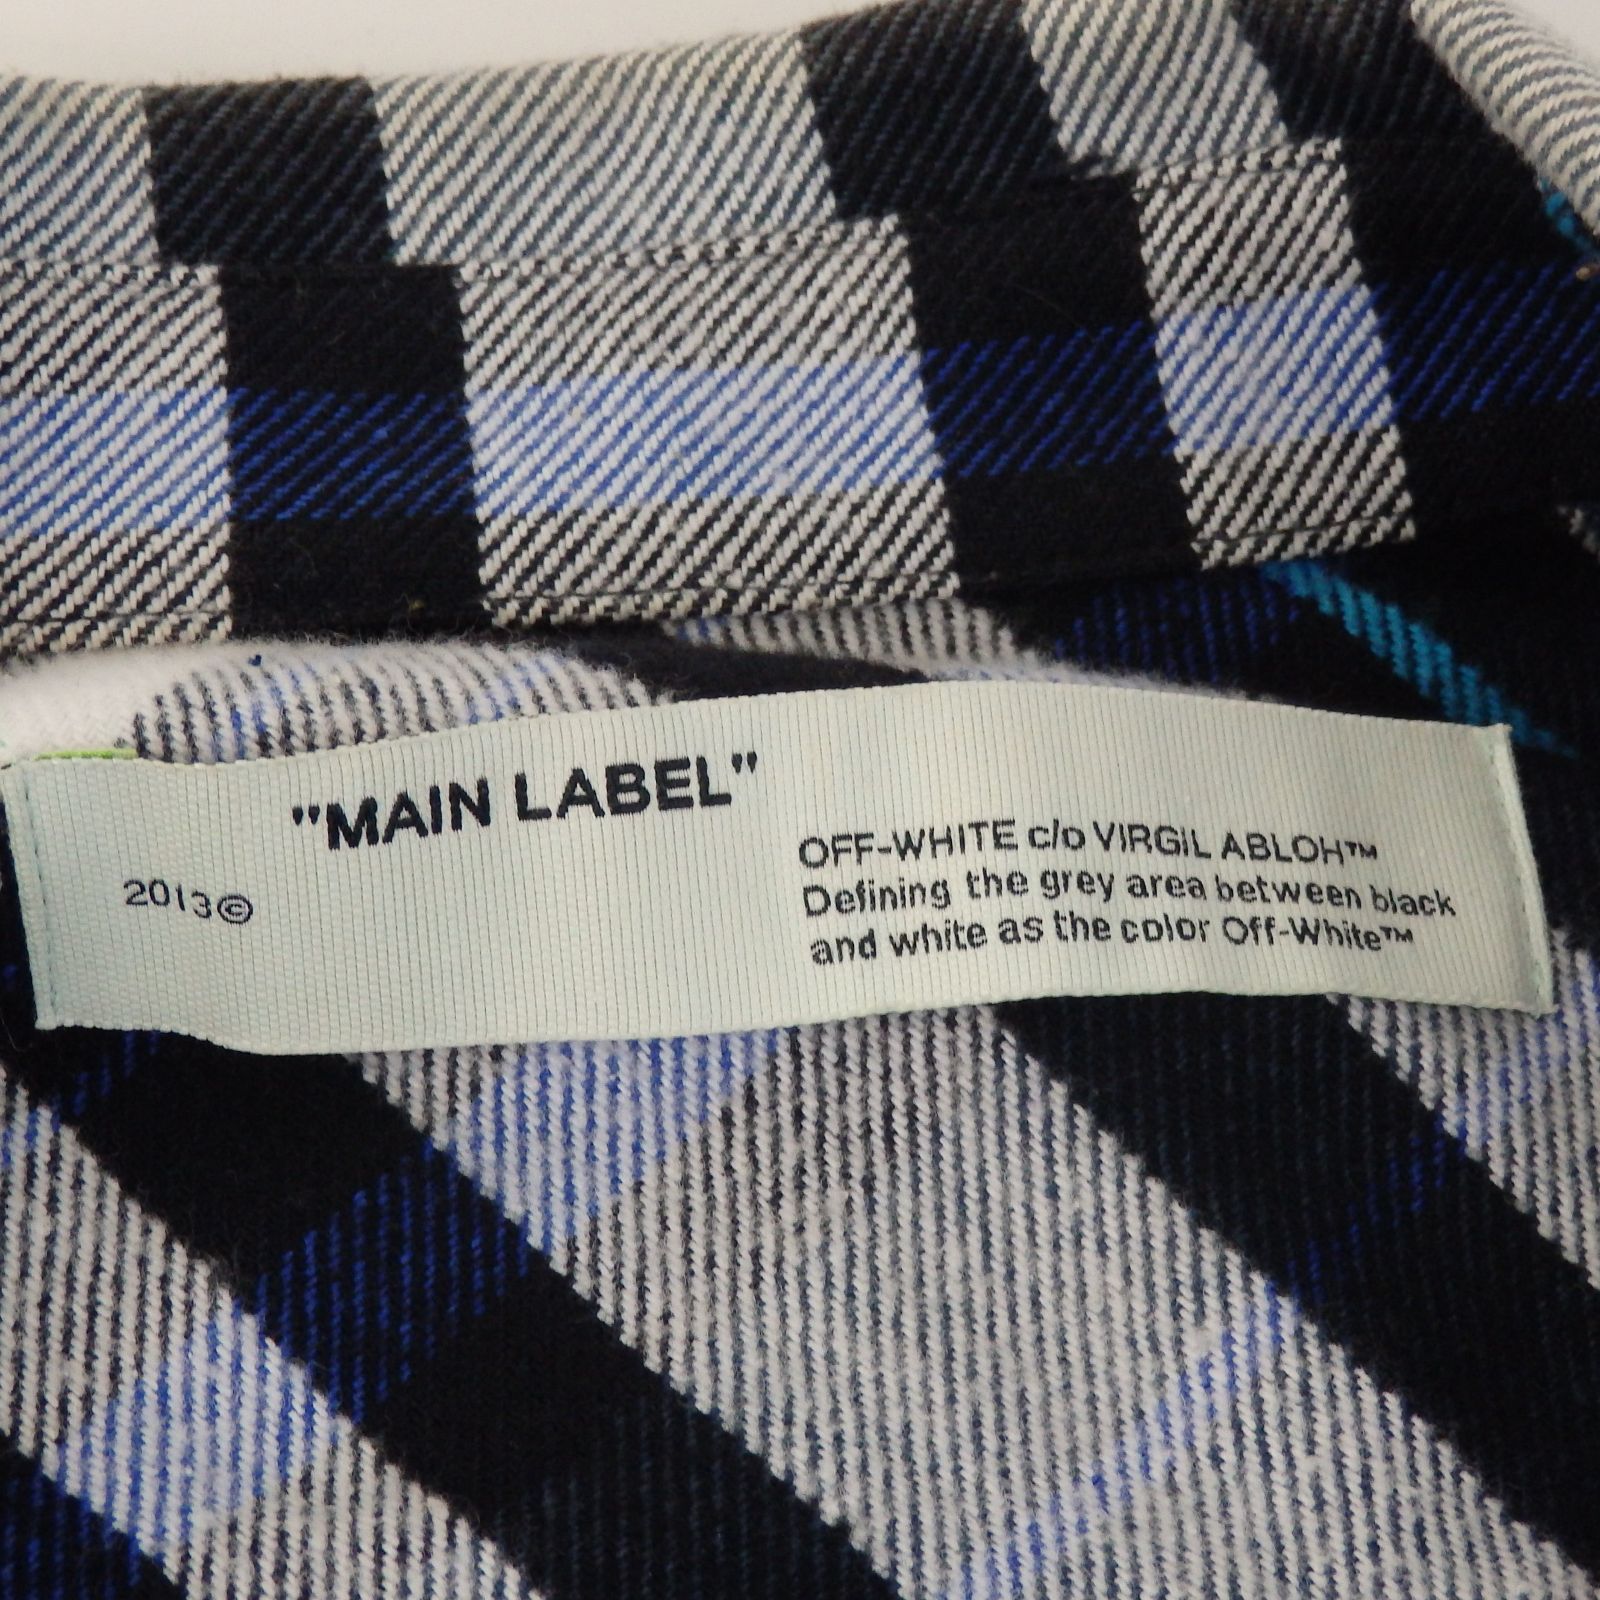 "MAIN LABEL"
2013©
OFF-WHITE c/o VIRGIL ABLOH™
Defining the grey area between black
and white as the color Off-White™